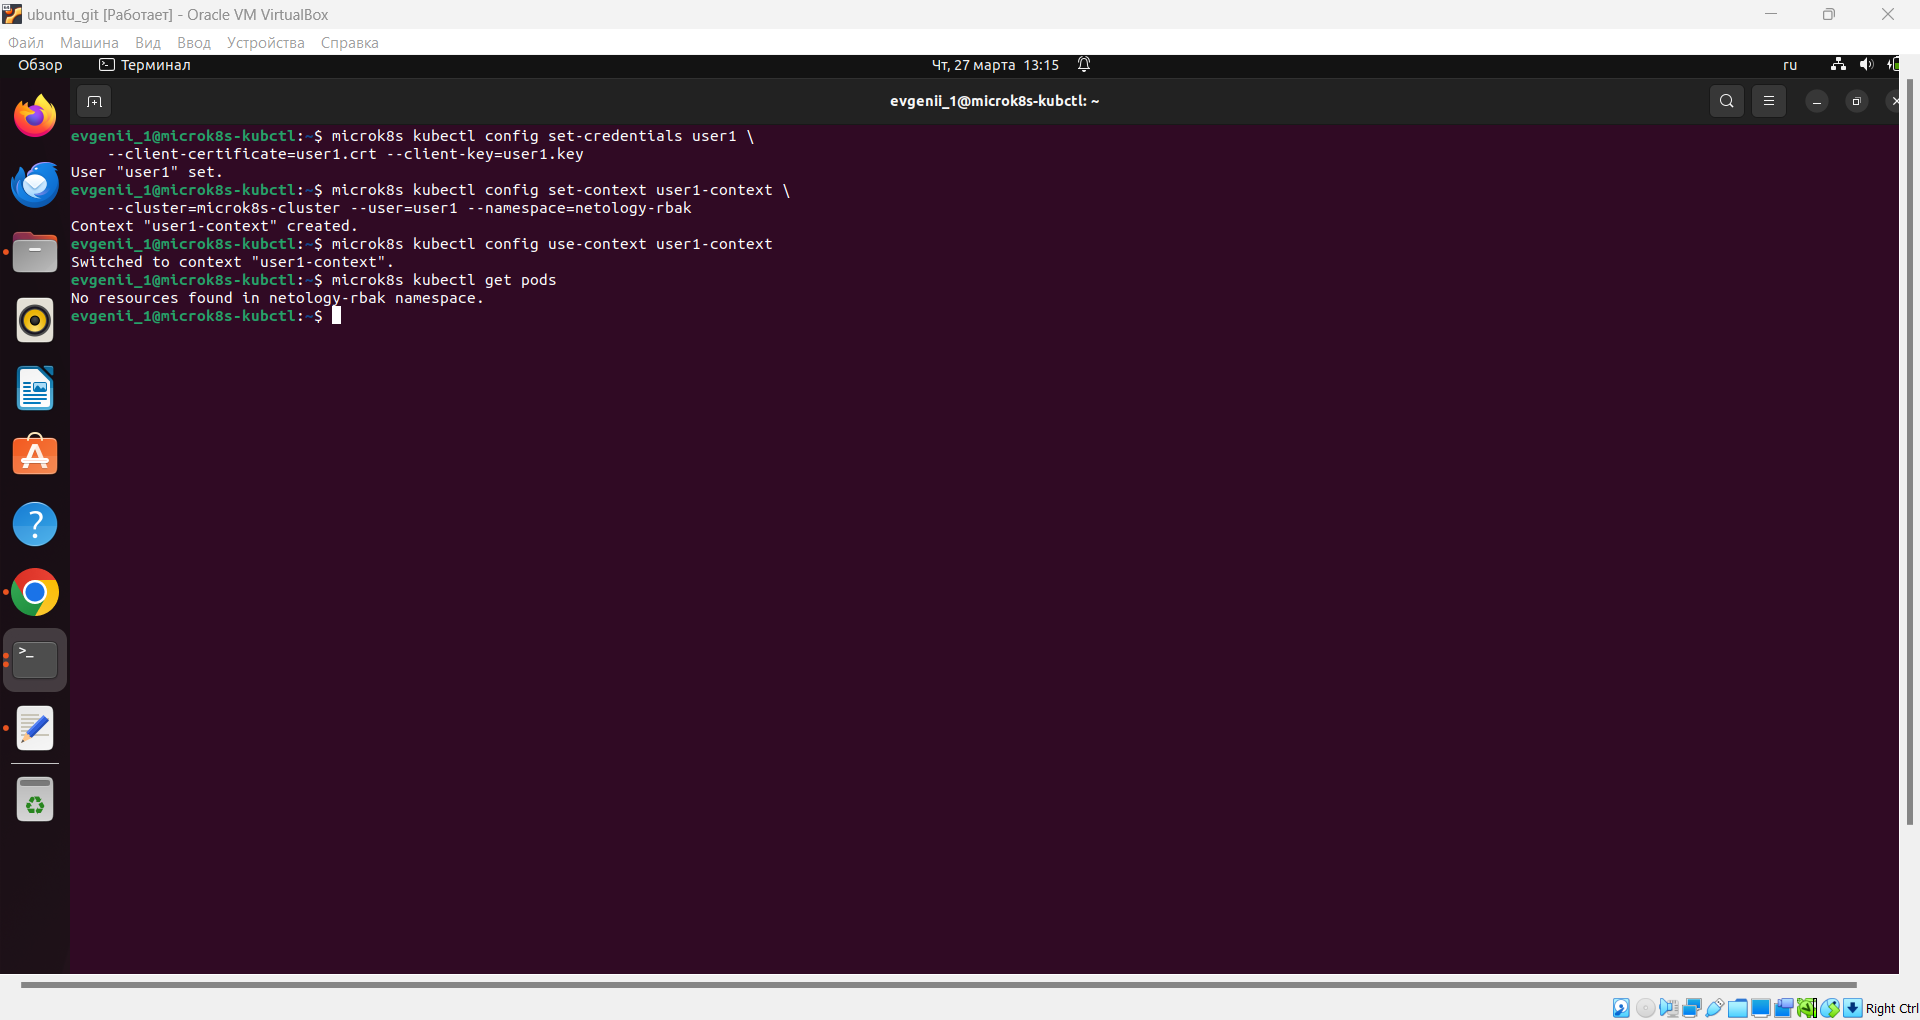 ubuntu_git [Работает] - Oracle VM VirtualBox
Файл Машина Вид Ввод Устройства Справка
Обзор Терминал Чт, 27 марта 13:15 ru
evgenii_1@microk8s-kubctl: ~
evgenii_1@microk8s-kubctl:~$ microk8s kubectl config set-credentials user1 \
    --client-certificate=user1.crt --client-key=user1.key
User "user1" set.
evgenii_1@microk8s-kubctl:~$ microk8s kubectl config set-context user1-context \
    --cluster=microk8s-cluster --user=user1 --namespace=netology-rbak
Context "user1-context" created.
evgenii_1@microk8s-kubctl:~$ microk8s kubectl config use-context user1-context
Switched to context "user1-context".
evgenii_1@microk8s-kubctl:~$ microk8s kubectl get pods
No resources found in netology-rbak namespace.
evgenii_1@microk8s-kubctl:~$
Right Ctrl